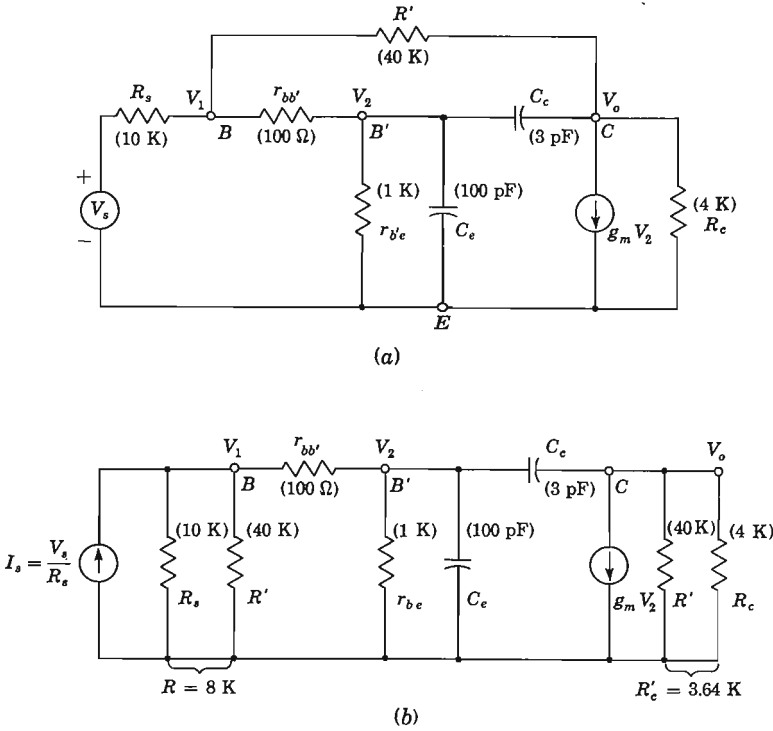 R'
(40 K)
R_s V_1 r_bb' V_2 C_c V_o
(10 K) B (100 Ω) B' (3 pF) C
+
V_s
−
(1 K) (100 pF) (4 K)
r_b'e C_e g_m V_2 R_c
E
(a)
V_1 r_bb' V_2 C_c V_o
B (100 Ω) B' (3 pF) C
(10 K) (40 K) (1 K) (100 pF) (40 K) (4 K)
I_s = V_s/R_s
R_s R' r_be C_e g_m V_2 R' R_c
R = 8 K R'_c = 3.64 K
(b)